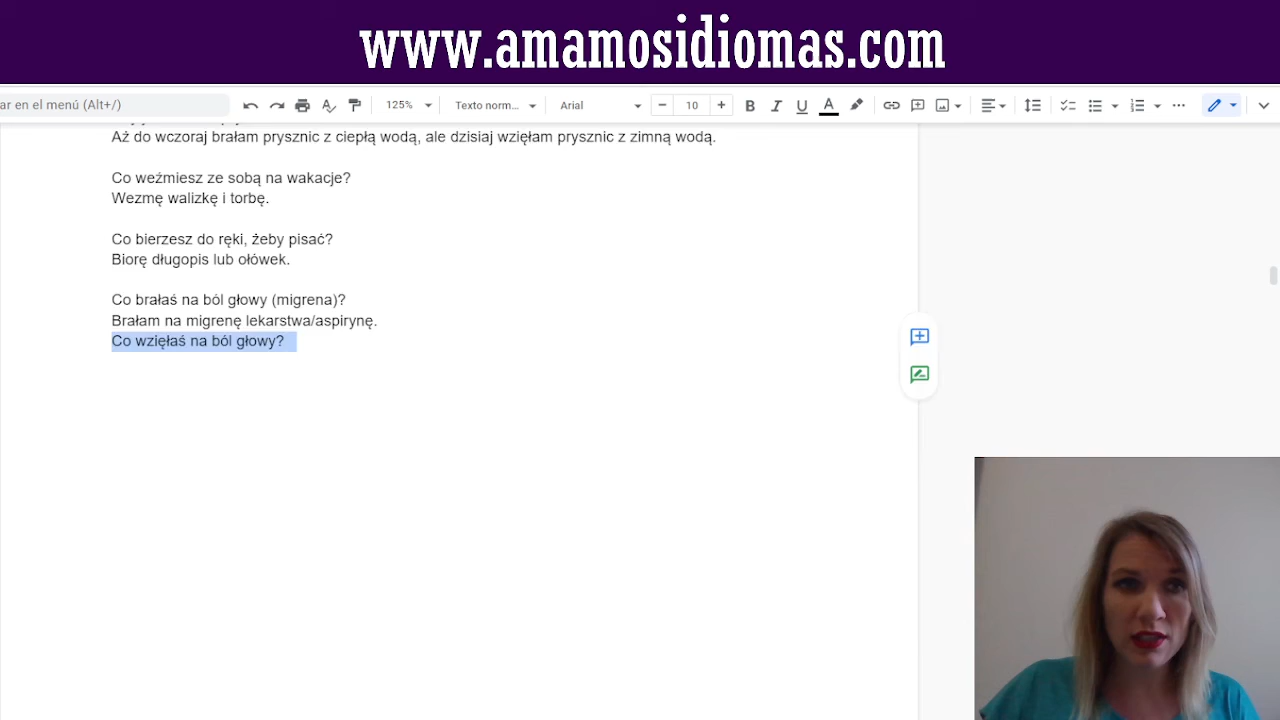 www.amamosidiomas.com
ar en el menú (Alt+/)
125%
Texto norm...
Arial
10
Aż do wczoraj brałam prysznic z ciepłą wodą, ale dzisiaj wzięłam prysznic z zimną wodą.
Co weźmiesz ze sobą na wakacje?
Wezmę walizkę i torbę.
Co bierzesz do ręki, żeby pisać?
Biorę długopis lub ołówek.
Co brałaś na ból głowy (migrena)?
Brałam na migrenę lekarstwa/aspirynę.
Co wzięłaś na ból głowy?